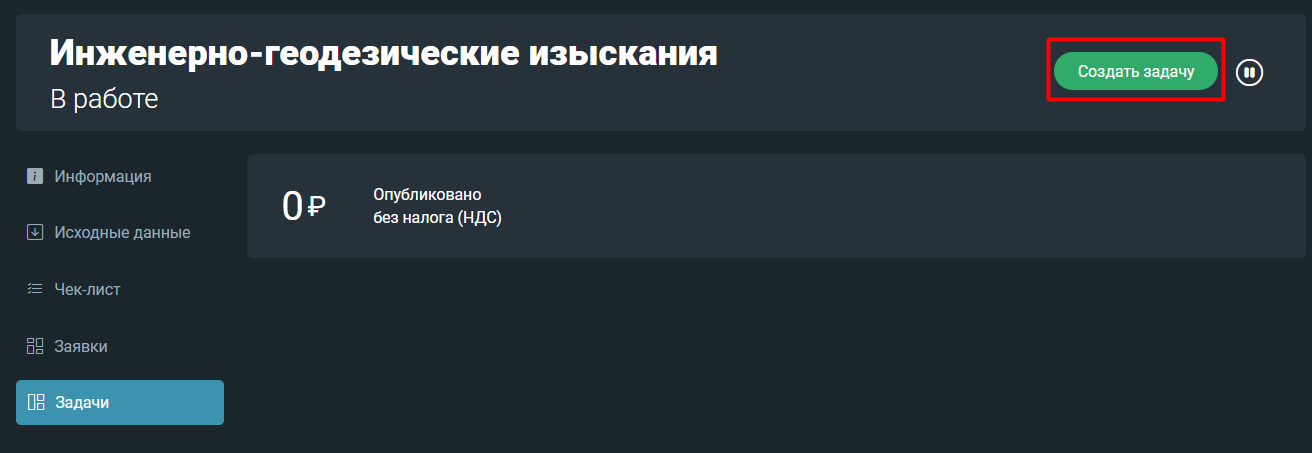 Инженерно-геодезические изыскания
В работе
Создать задачу
Информация
Исходные данные
Чек-лист
Заявки
Задачи
0 ₽
Опубликовано
без налога (НДС)